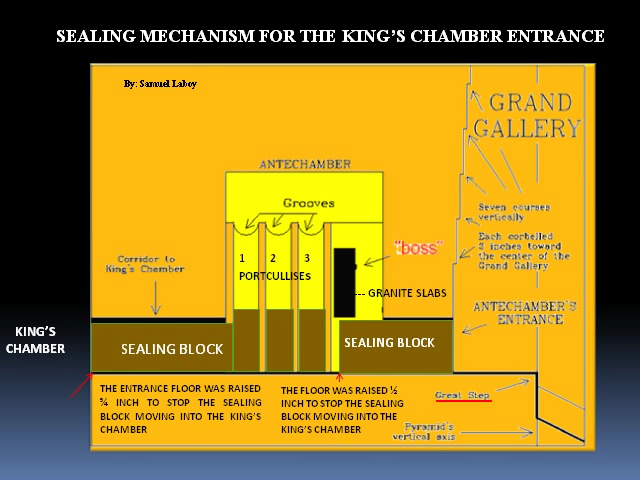 SEALING MECHANISM FOR THE KING'S CHAMBER ENTRANCE
By: Samuel Laboy
GRAND
GALLERY
ANTECHAMBER
Grooves
Seven courses
vertically
Each corbelled
3 inches toward
the center of the
Grand Gallery
"boss"
1 2 3
PORTCULLISES
Corridor to
King's Chamber
--- GRANITE SLABS
ANTECHAMBER'S
ENTRANCE
KING'S
CHAMBER
SEALING BLOCK
SEALING BLOCK
THE ENTRANCE FLOOR WAS RAISED
¾ INCH TO STOP THE SEALING
BLOCK MOVING INTO THE KING'S
CHAMBER
THE FLOOR WAS RAISED ½
INCH TO STOP THE SEALING
BLOCK MOVING INTO THE
KING'S CHAMBER
Great Step
Pyramid's
vertical axis